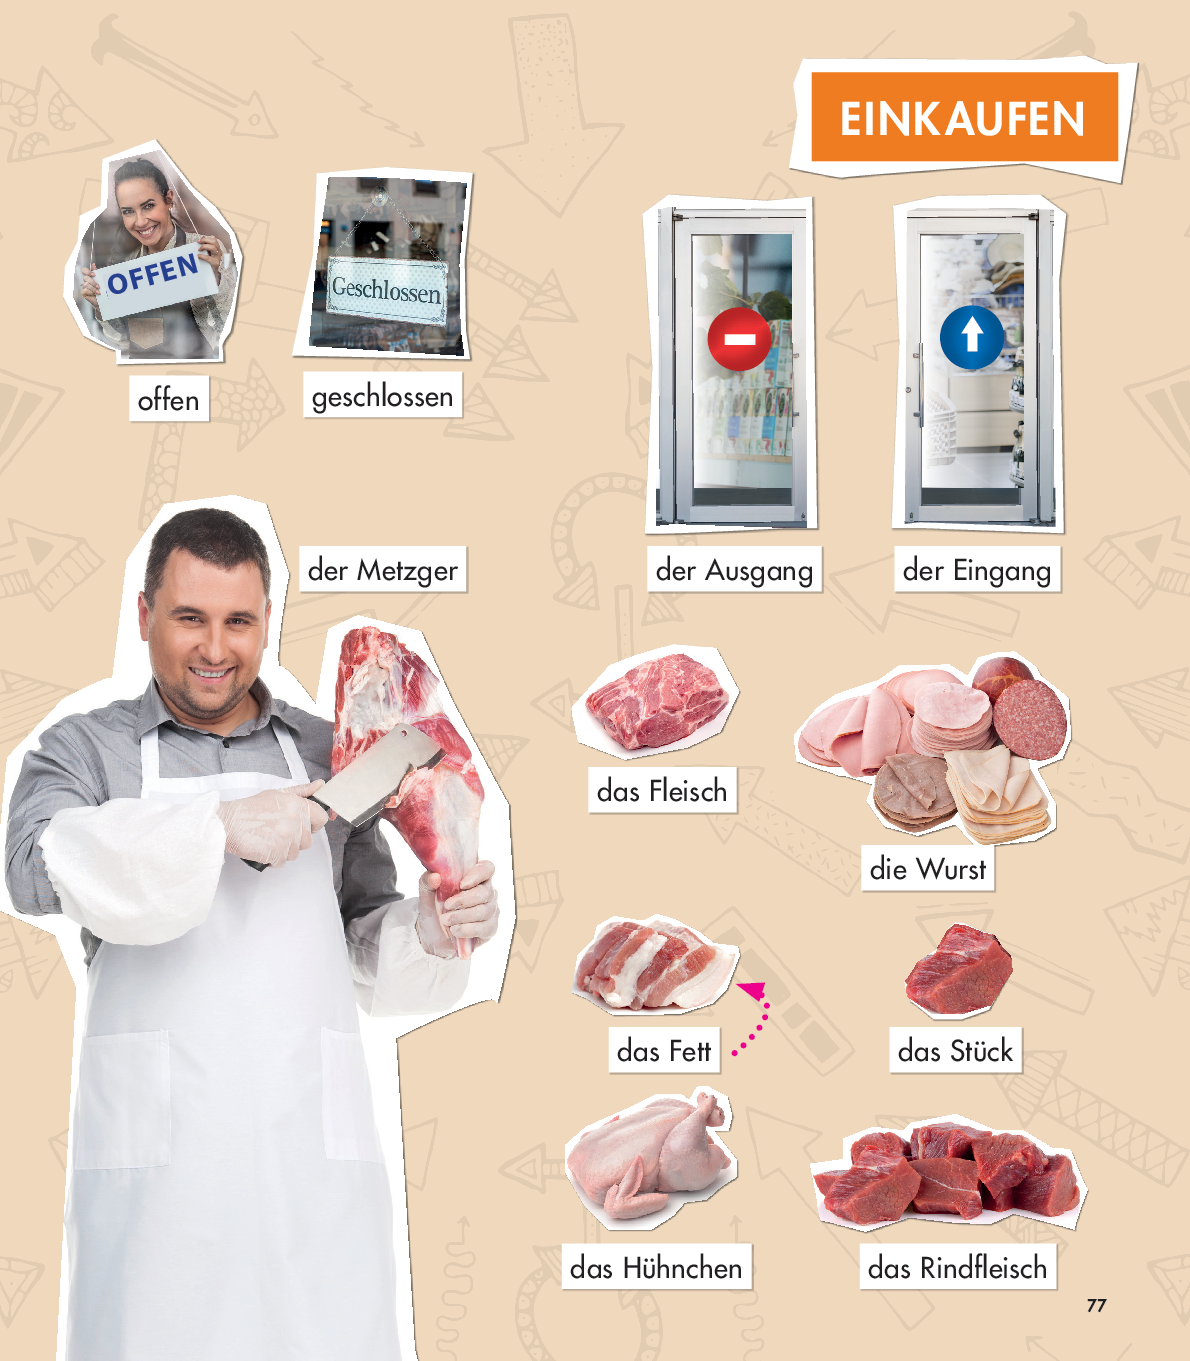 EINKAUFEN
OFFEN
Geschlossen
offen
geschlossen
der Ausgang
der Eingang
der Metzger
das Fleisch
die Wurst
das Fett
das Stück
das Hühnchen
das Rindfleisch
77